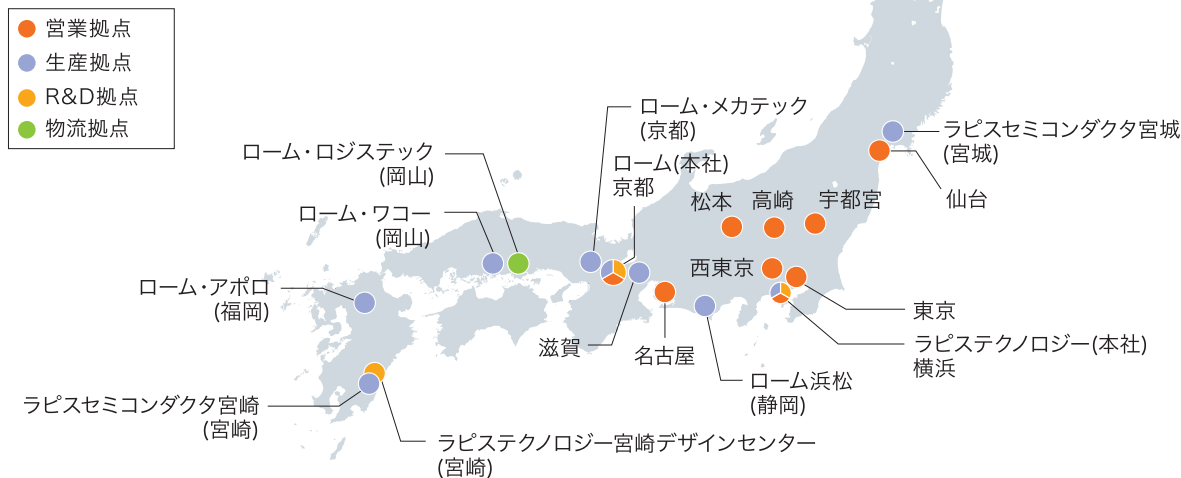 営業拠点
生産拠点
R&D拠点
物流拠点
ローム・メカテック
(京都)
ラピスセミコンダクタ宮城
(宮城)
ローム・ロジステック
(岡山)
ローム(本社)
京都
仙台
松本
高崎
宇都宮
ローム・ワコー
(岡山)
西東京
ローム・アポロ
(福岡)
東京
滋賀
名古屋
ラピステクノロジー(本社)
横浜
ローム浜松
(静岡)
ラピスセミコンダクタ宮崎
(宮崎)
ラピステクノロジー宮崎デザインセンター
(宮崎)